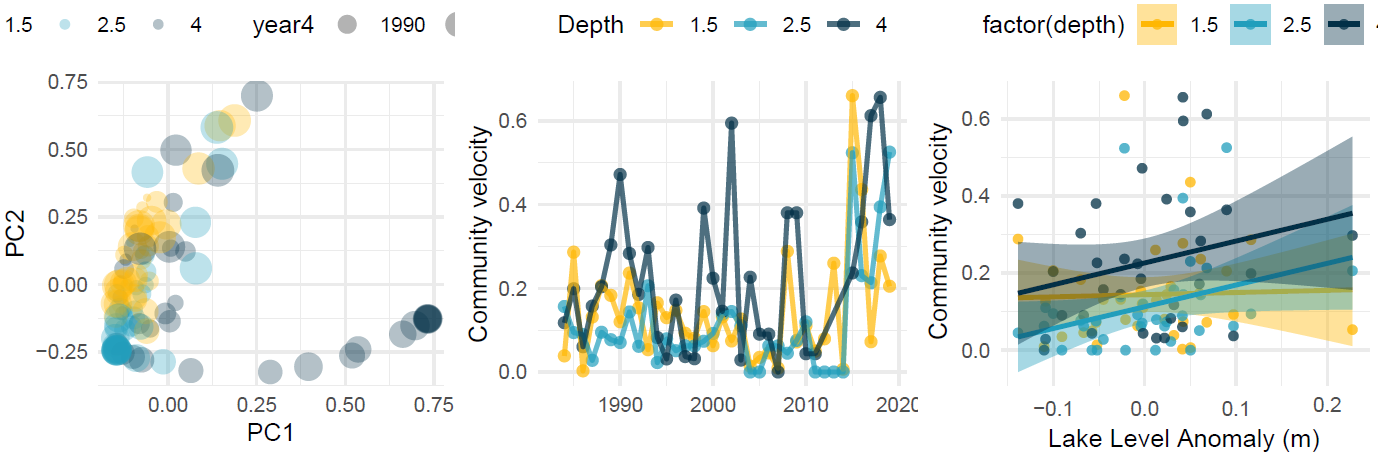 1.5 2.5 4 year4 1990
PC2
0.75
0.50
0.25
0.00
−0.25
0.00 0.25 0.50 0.75
PC1
Depth 1.5 2.5 4
Community velocity
0.6
0.4
0.2
0.0
1990 2000 2010 2020
factor(depth) 1.5 2.5 4
Community velocity
0.6
0.4
0.2
0.0
−0.1 0.0 0.1 0.2
Lake Level Anomaly (m)